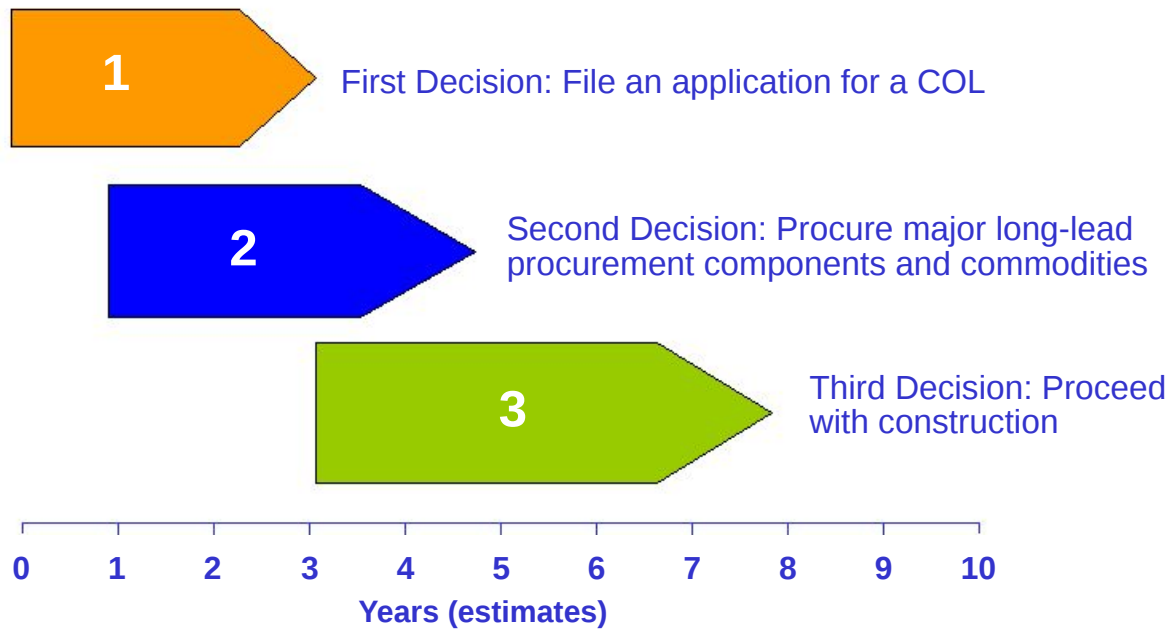 1
First Decision: File an application for a COL
2
Second Decision: Procure major long-lead
procurement components and commodities
3
Third Decision: Proceed
with construction
0 1 2 3 4 5 6 7 8 9 10
Years (estimates)